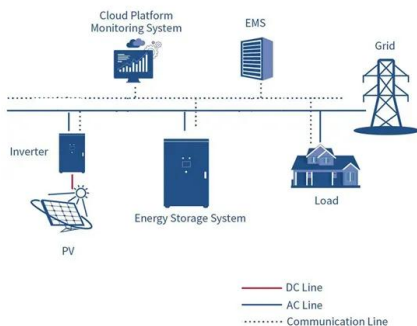 Cloud Platform
Monitoring System
EMS
Grid
Inverter
Energy Storage System
Load
PV
DC Line
AC Line
Communication Line